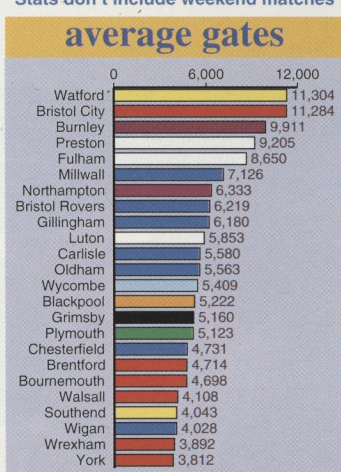 Stats don't include weekend matches
average gates
0 6,000 12,000
Watford 11,304
Bristol City 11,284
Burnley 9,911
Preston 9,205
Fulham 8,650
Millwall 7,126
Northampton 6,333
Bristol Rovers 6,219
Gillingham 6,180
Luton 5,853
Carlisle 5,580
Oldham 5,563
Wycombe 5,409
Blackpool 5,222
Grimsby 5,160
Plymouth 5,123
Chesterfield 4,731
Brentford 4,714
Bournemouth 4,698
Walsall 4,108
Southend 4,043
Wigan 4,028
Wrexham 3,892
York 3,812